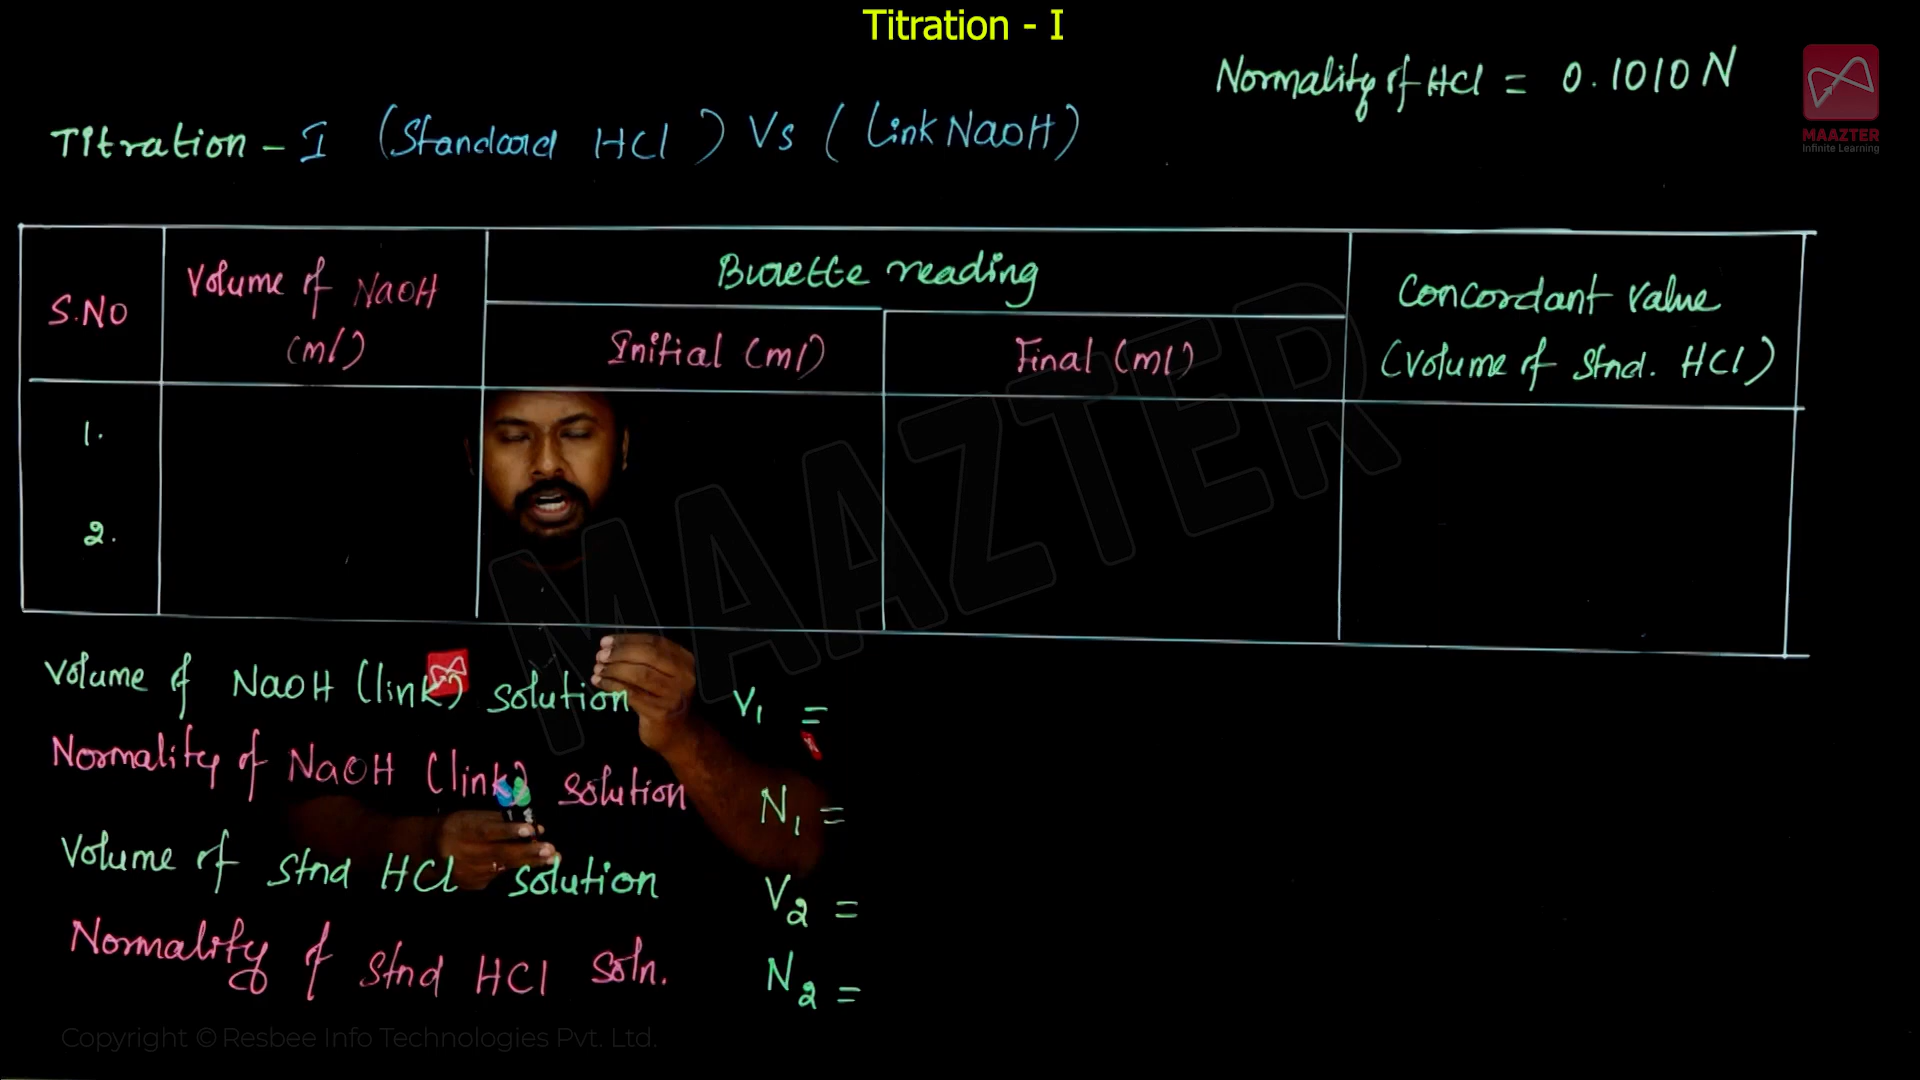 Titration - I
Normality of HCl = 0.1010 N
MAAZTER
Infinite Learning
Titration - I (Standard HCl) Vs (Link NaOH)
S.NO
Volume of NaOH
(ml)
Burette reading
Initial (ml)
Final (ml)
Concordant value
(Volume of Stnd. HCl)
1.
2.
MAAZTER
Volume of NaOH (link) solution V1 =
Normality of NaOH (link) solution N1 =
Volume of Stnd HCl solution V2 =
Normality of Stnd HCl Soln. N2 =
Copyright © Resbee Info Technologies Pvt. Ltd.